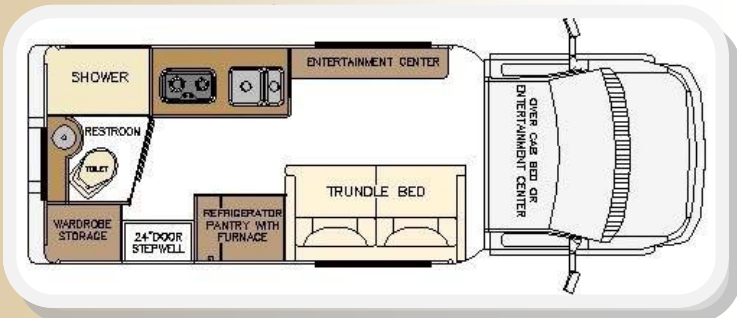 SHOWER
ENTERTAINMENT CENTER
RESTROOM
TOILET
TRUNDLE BED
OVER CAB BED OR
ENTERTAINMENT CENTER
WARDROBE
STORAGE
24"DOOR
STEPWELL
REFRIGERATOR
PANTRY WITH
FURNACE